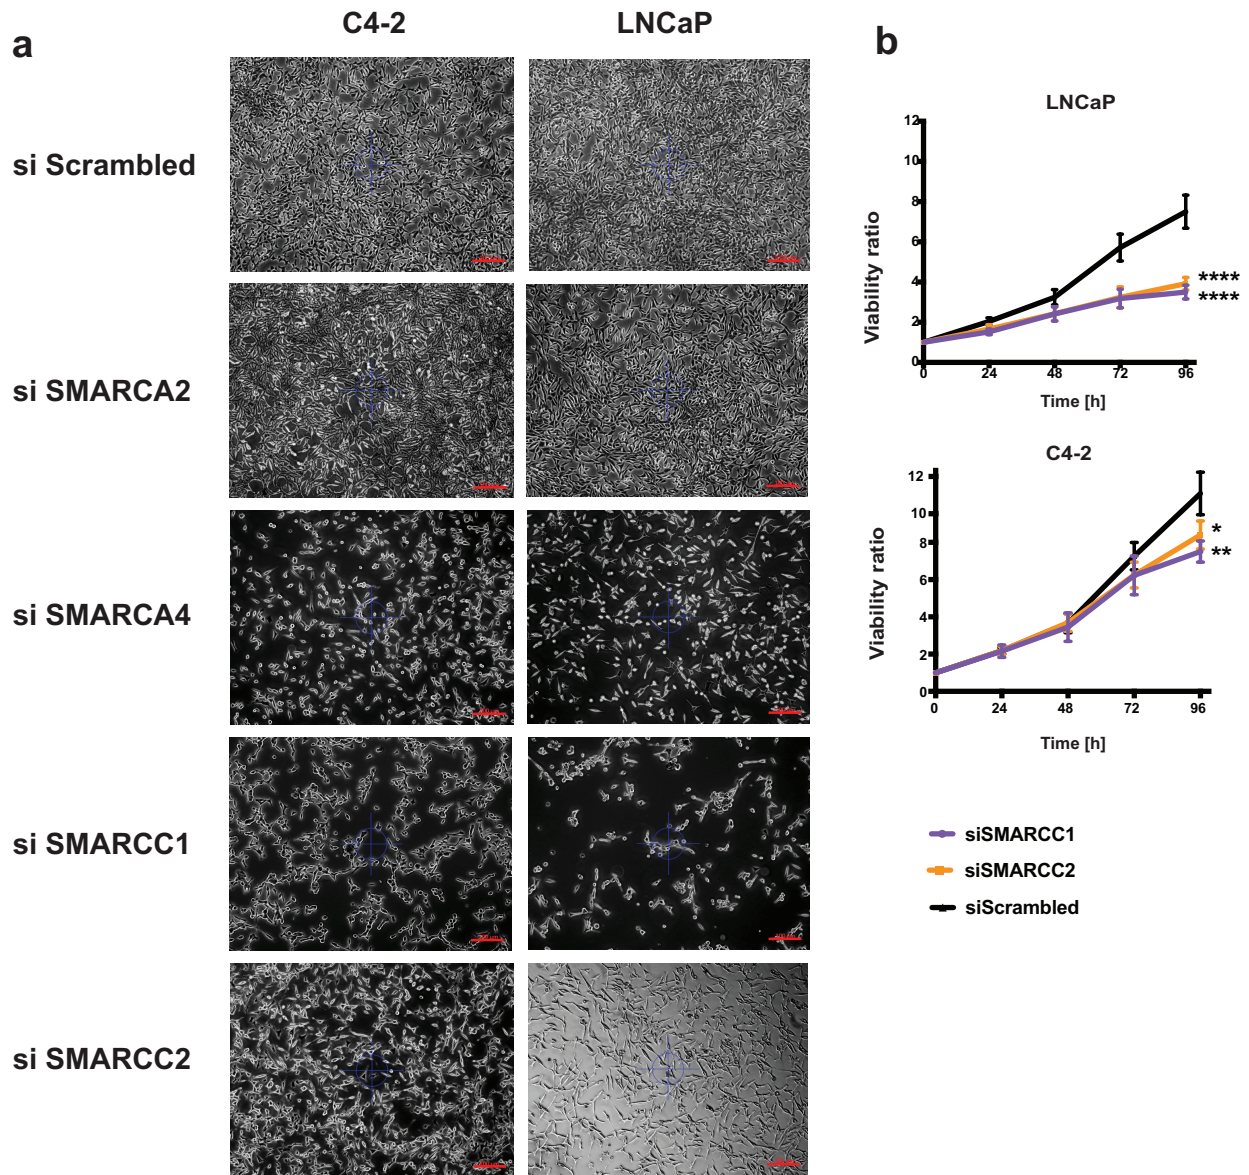 a
C4-2
LNCaP
si Scrambled
si SMARCA2
si SMARCA4
si SMARCC1
si SMARCC2
b
LNCaP
Viability ratio
12
10
8
6
4
2
0
0 24 48 72 96
****
****
Time [h]
C4-2
Viability ratio
12
10
8
6
4
2
0
0 24 48 72 96
*
**
Time [h]
siSMARCC1
siSMARCC2
siScrambled